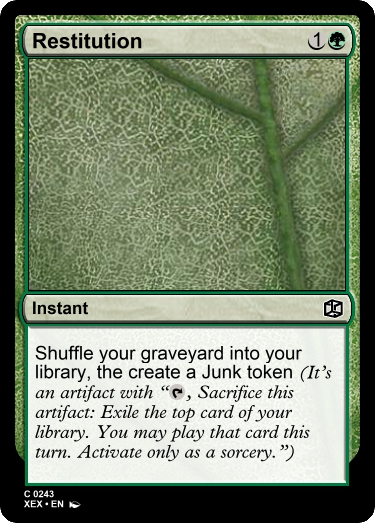 Restitution 1
Instant
Shuffle your graveyard into your
library, the create a Junk token (It's
an artifact with “, Sacrifice this
artifact: Exile the top card of your
library. You may play that card this
turn. Activate only as a sorcery.”)
C 0243
XEX • EN